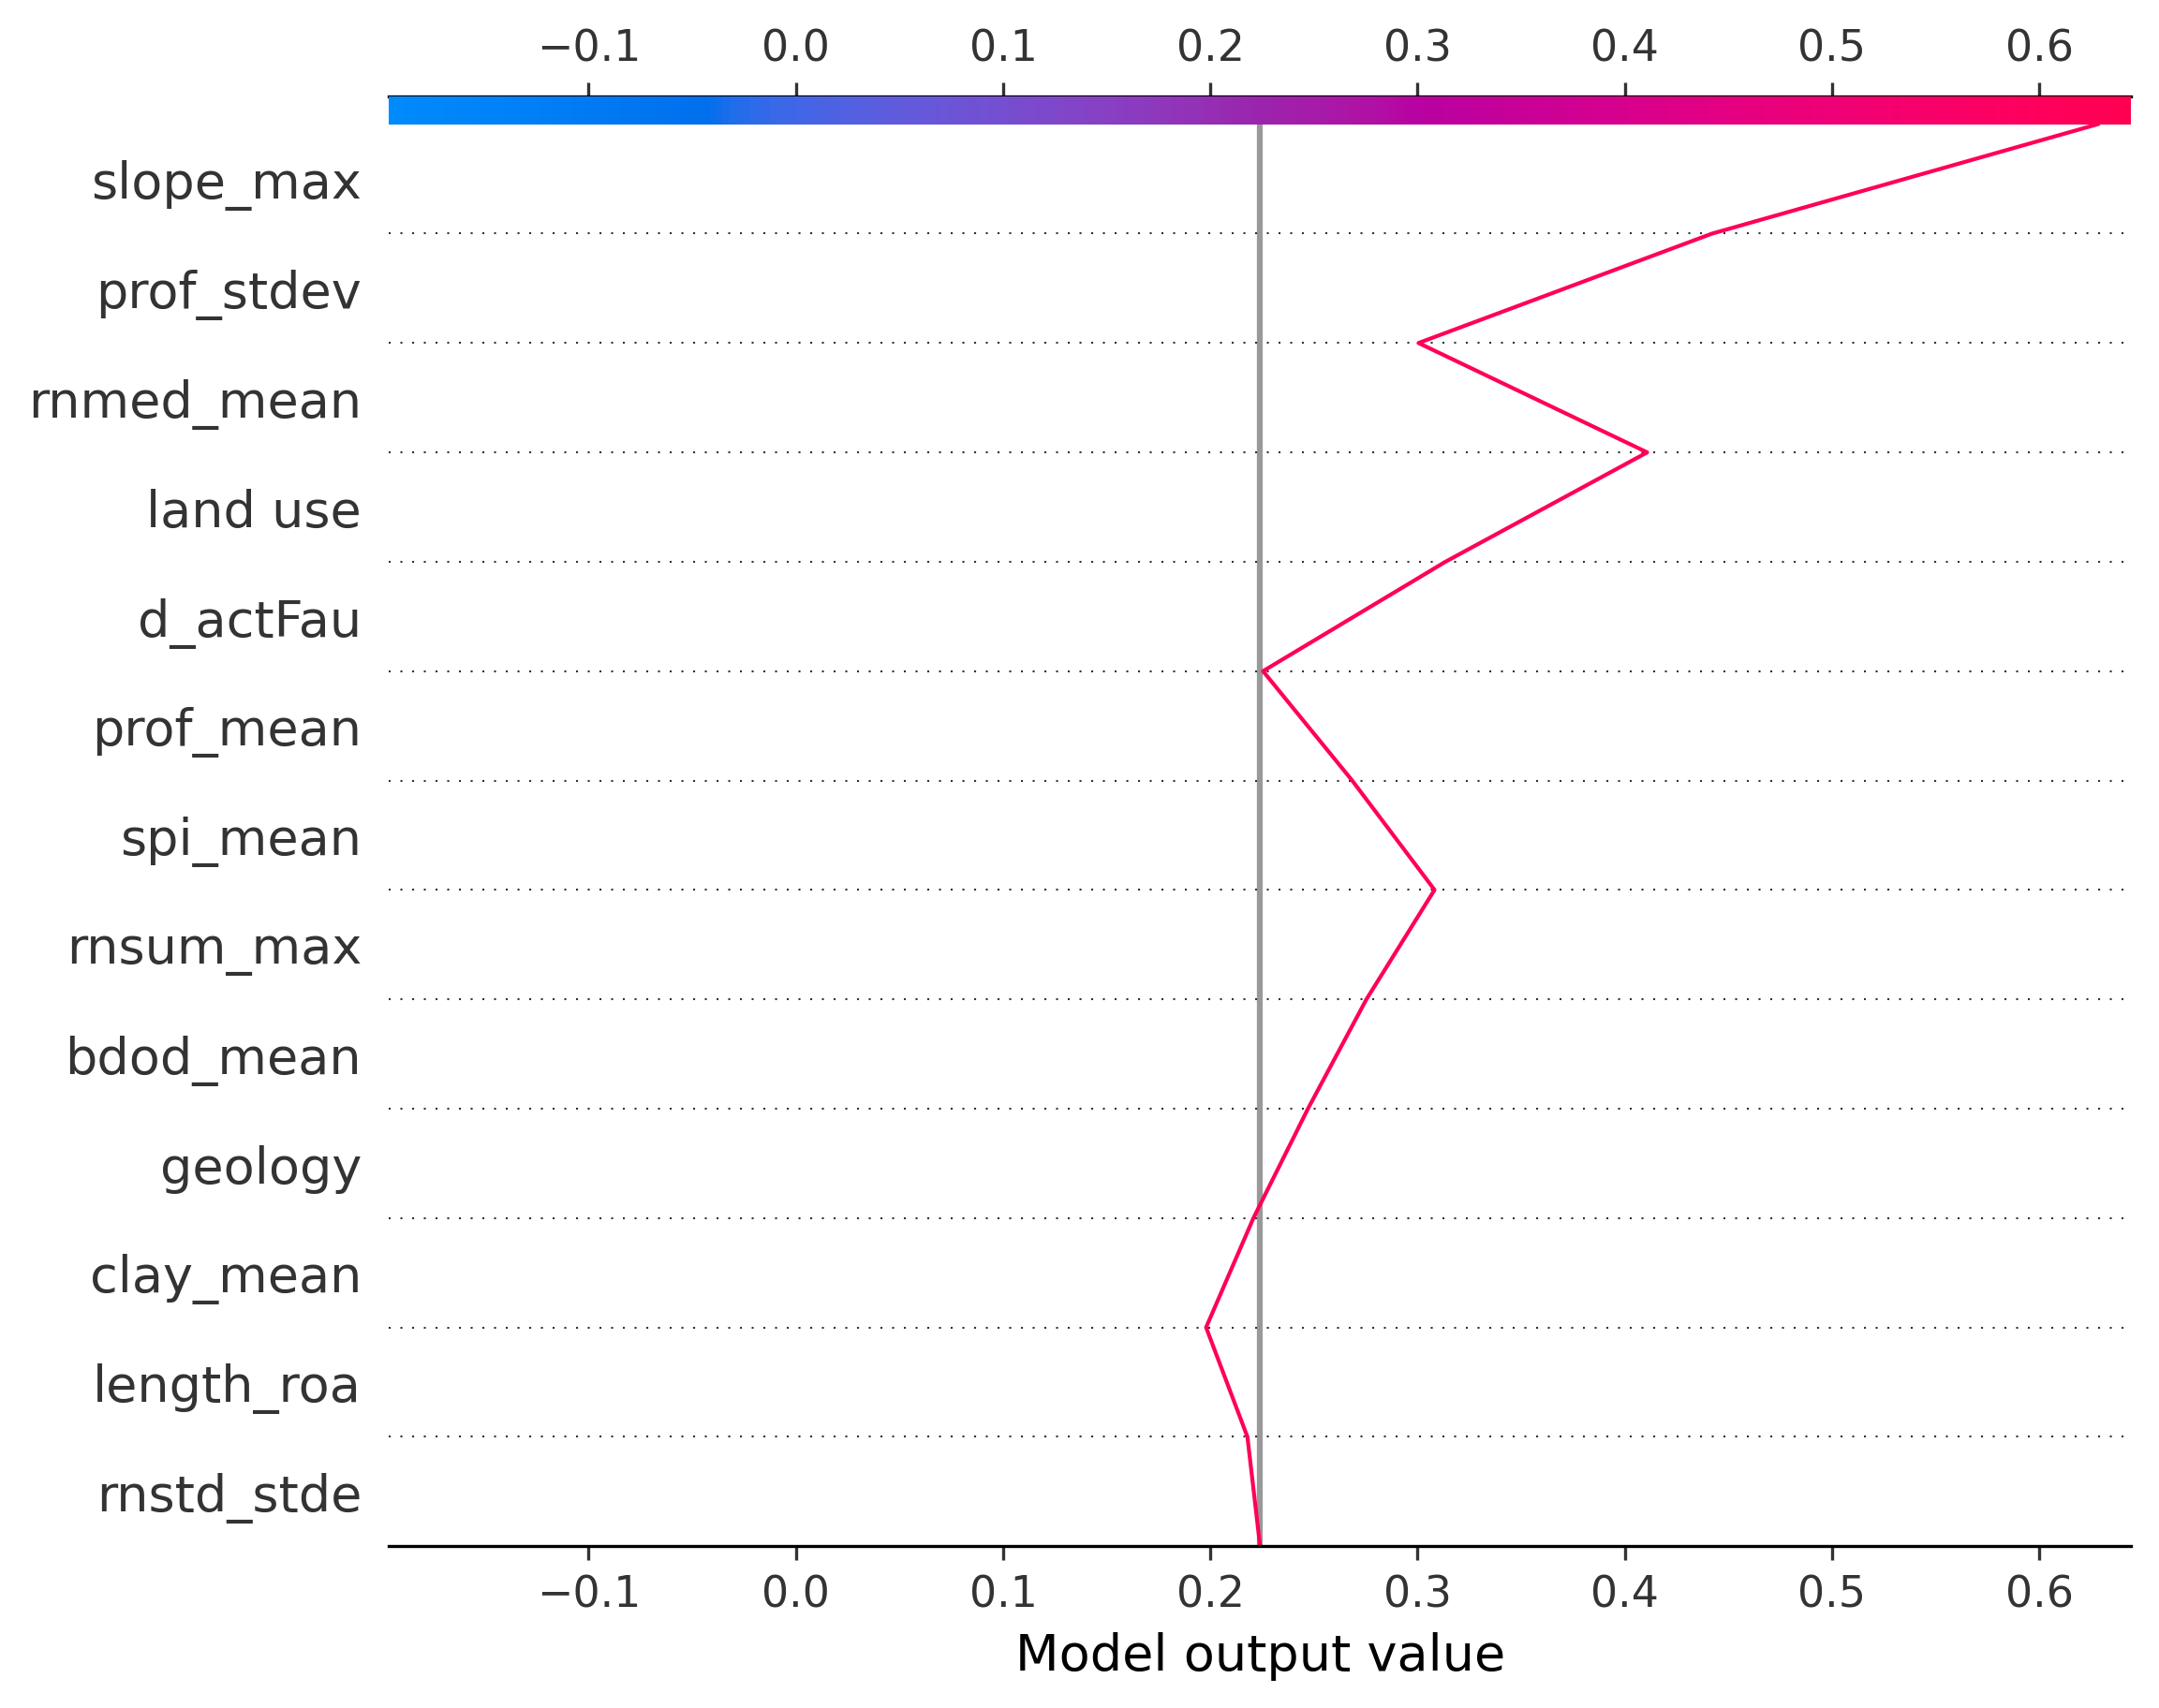 −0.1 0.0 0.1 0.2 0.3 0.4 0.5 0.6
slope_max
prof_stdev
rnmed_mean
land use
d_actFau
prof_mean
spi_mean
rnsum_max
bdod_mean
geology
clay_mean
length_roa
rnstd_stde
−0.1 0.0 0.1 0.2 0.3 0.4 0.5 0.6
Model output value